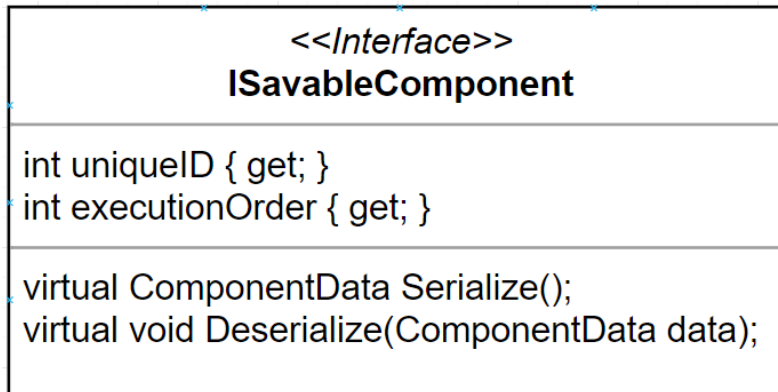 <<Interface>>
ISavableComponent
int uniqueID { get; }
int executionOrder { get; }
virtual ComponentData Serialize();
virtual void Deserialize(ComponentData data);